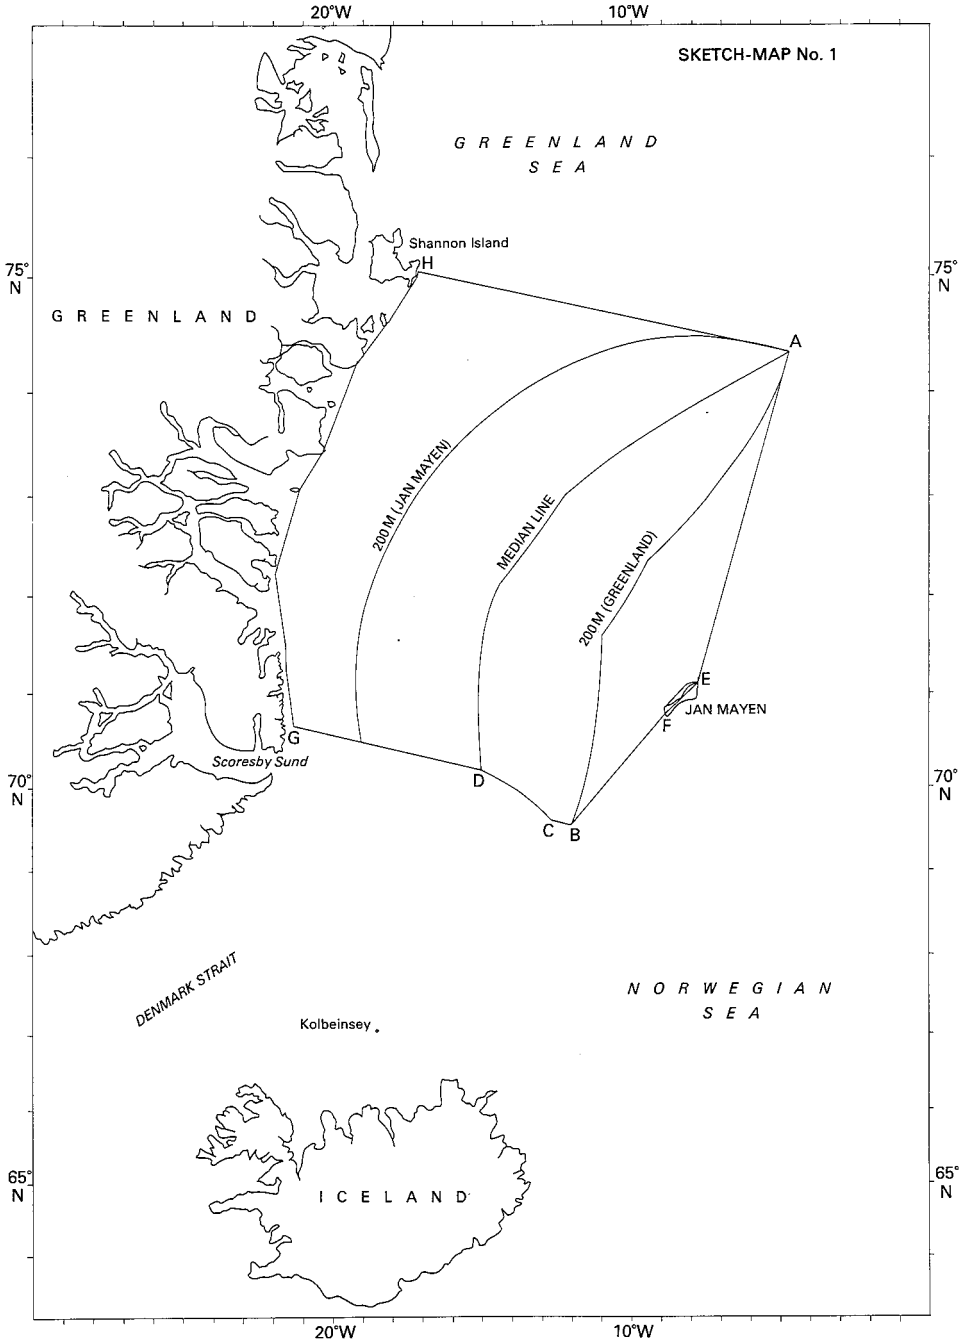 20°W 10°W
SKETCH-MAP No. 1
GREENLAND
SEA
Shannon Island
H
75°
N
75°
N
GREENLAND
A
200 M (JAN MAYEN)
MEDIAN LINE
200 M (GREENLAND)
E
JAN MAYEN
F
G
Scoresby Sund
D
70°
N
70°
N
C B
DENMARK STRAIT
NORWEGIAN
SEA
Kolbeinsey
65°
N
65°
N
ICELAND
20°W 10°W